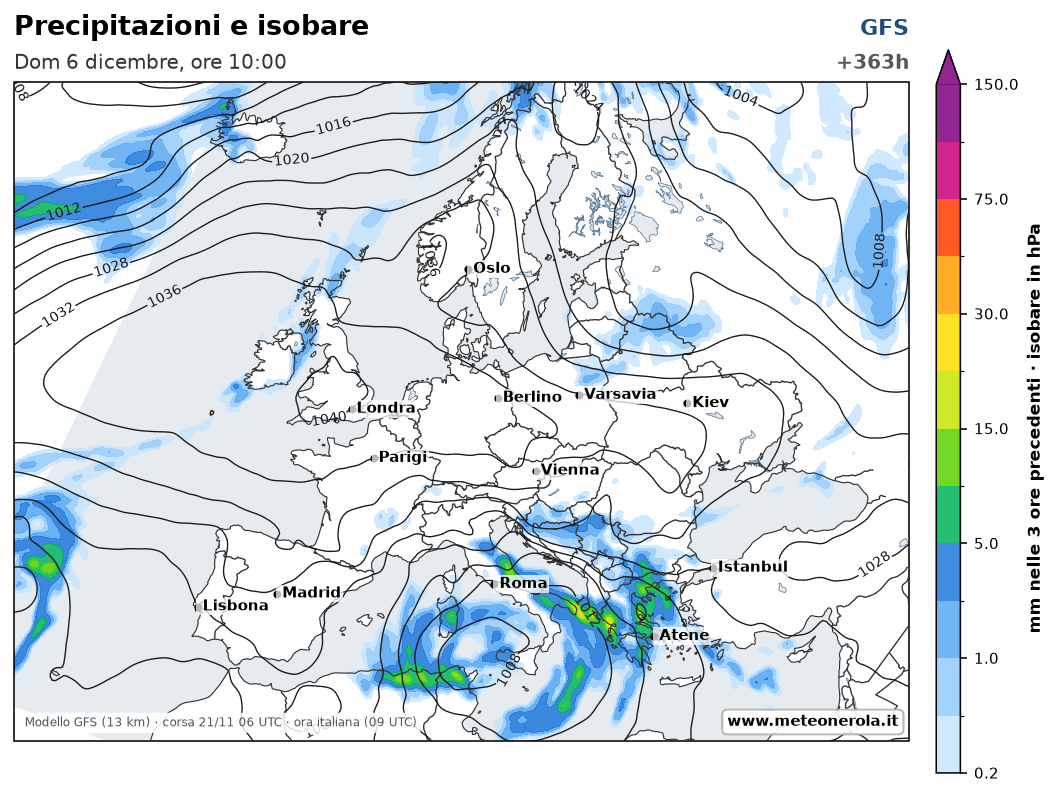 Precipitazioni e isobare
GFS
Dom 6 dicembre, ore 10:00
+363h
1004
1016
1020
1012
1008
1028
1036
1036
1032
Oslo
Berlino
Varsavia
Kiev
Londra
1040
Parigi
Vienna
Istanbul
1028
Roma
Madrid
Lisbona
1012
Atene
1008
Modello GFS (13 km) · corsa 21/11 06 UTC · ora italiana (09 UTC)
www.meteonerola.it
150.0
75.0
30.0
15.0
5.0
1.0
0.2
mm nelle 3 ore precedenti · isobare in hPa